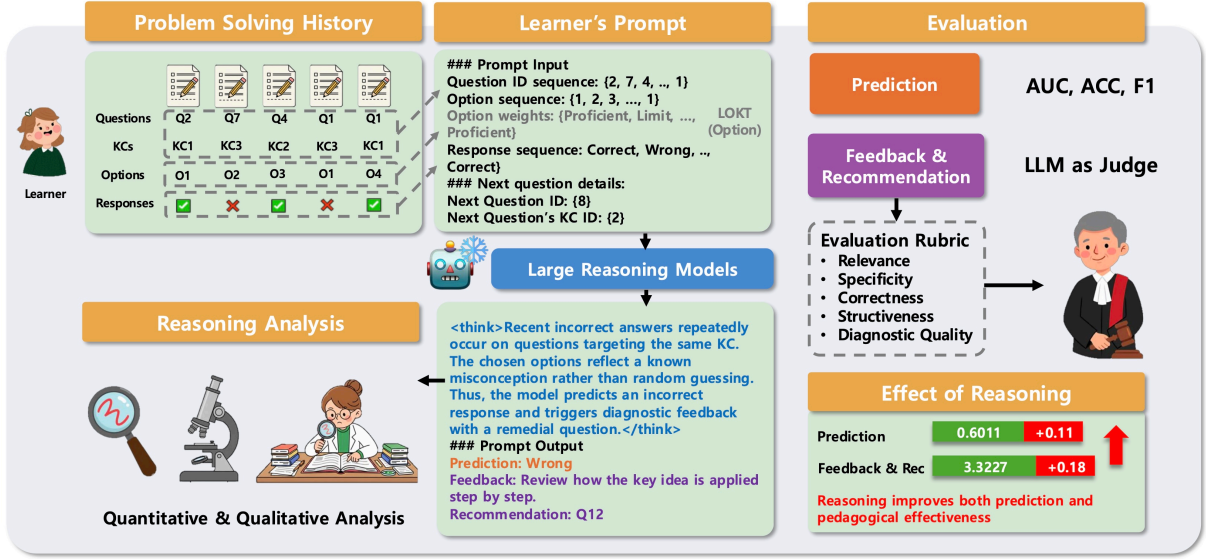 Problem Solving History
Questions Q2 Q7 Q4 Q1 Q1
KCs KC1 KC3 KC2 KC3 KC1
Options O1 O2 O3 O1 O4
Responses
Learner
Learner's Prompt
### Prompt Input
Question ID sequence: {2, 7, 4, .., 1}
Option sequence: {1, 2, 3, ..., 1}
Option weights: {Proficient, Limit, ...,
Proficient}
LOKT
(Option)
Response sequence: Correct, Wrong, ..,
Correct}
### Next question details:
Next Question ID: {8}
Next Question's KC ID: {2}
Large Reasoning Models
<think>Recent incorrect answers repeatedly
occur on questions targeting the same KC.
The chosen options reflect a known
misconception rather than random guessing.
Thus, the model predicts an incorrect
response and triggers diagnostic feedback
with a remedial question.</think>
### Prompt Output
Prediction: Wrong
Feedback: Review how the key idea is applied
step by step.
Recommendation: Q12
Reasoning Analysis
Quantitative & Qualitative Analysis
Evaluation
Prediction
AUC, ACC, F1
Feedback &
Recommendation
LLM as Judge
Evaluation Rubric
• Relevance
• Specificity
• Correctness
• Structiveness
• Diagnostic Quality
Effect of Reasoning
Prediction 0.6011 +0.11
Feedback & Rec 3.3227 +0.18
Reasoning improves both prediction and
pedagogical effectiveness